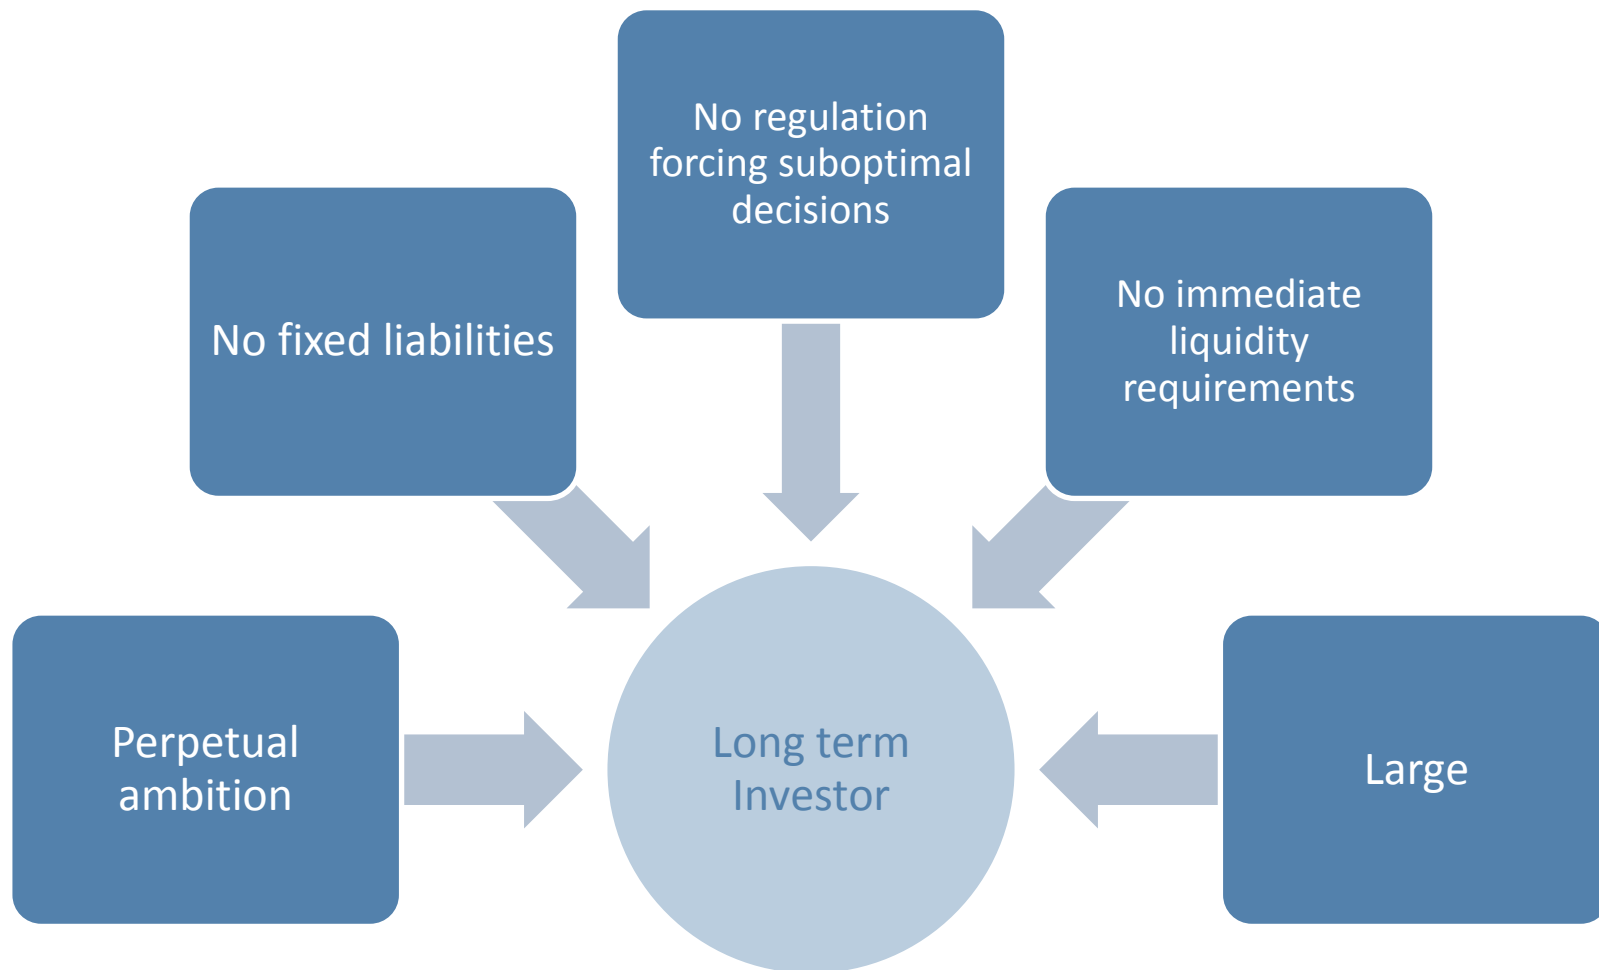 No regulation
forcing suboptimal
decisions
No fixed liabilities
No immediate
liquidity
requirements
Perpetual
ambition
Long term
Investor
Large